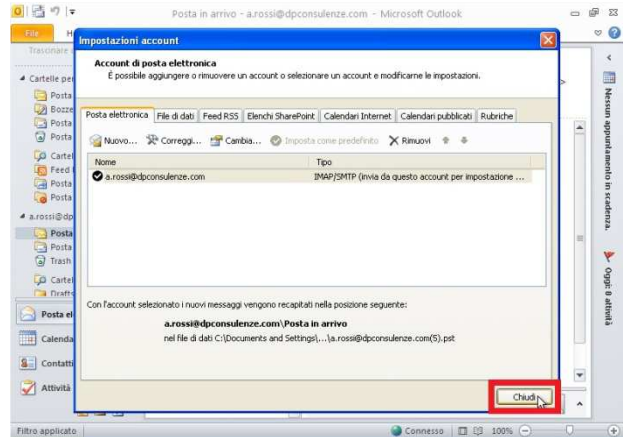 Posta in arrivo - a.rossi@dpconsulenze.com - Microsoft Outlook
File
Impostazioni account
Account di posta elettronica
È possibile aggiungere o rimuovere un account o selezionare un account e modificarne le impostazioni.
Posta elettronica File di dati Feed RSS Elenchi SharePoint Calendari Internet Calendari pubblicati Rubriche
Nuovo... Correggi... Cambia... Imposta come predefinito Rimuovi
Nome Tipo
a.rossi@dpconsulenze.com IMAP/SMTP (invia da questo account per impostazione ...
Con l'account selezionato i nuovi messaggi vengono recapitati nella posizione seguente:
a.rossi@dpconsulenze.com\Posta in arrivo
nel file di dati C:\Documents and Settings\...\a.rossi@dpconsulenze.com(5).pst
Chiudi
Trascinare
Cartelle per
Posta
Bozze
Posta
Posta
Cartel
Feed
Posta
Posta
a.rossi@dp
Posta
Posta
Trash
Cartel
Drafts
Posta el
Calenda
Contatti
Attività
Nessun appuntamento in scadenza.
Oggi: 0 attività
Filtro applicato Connesso 100%